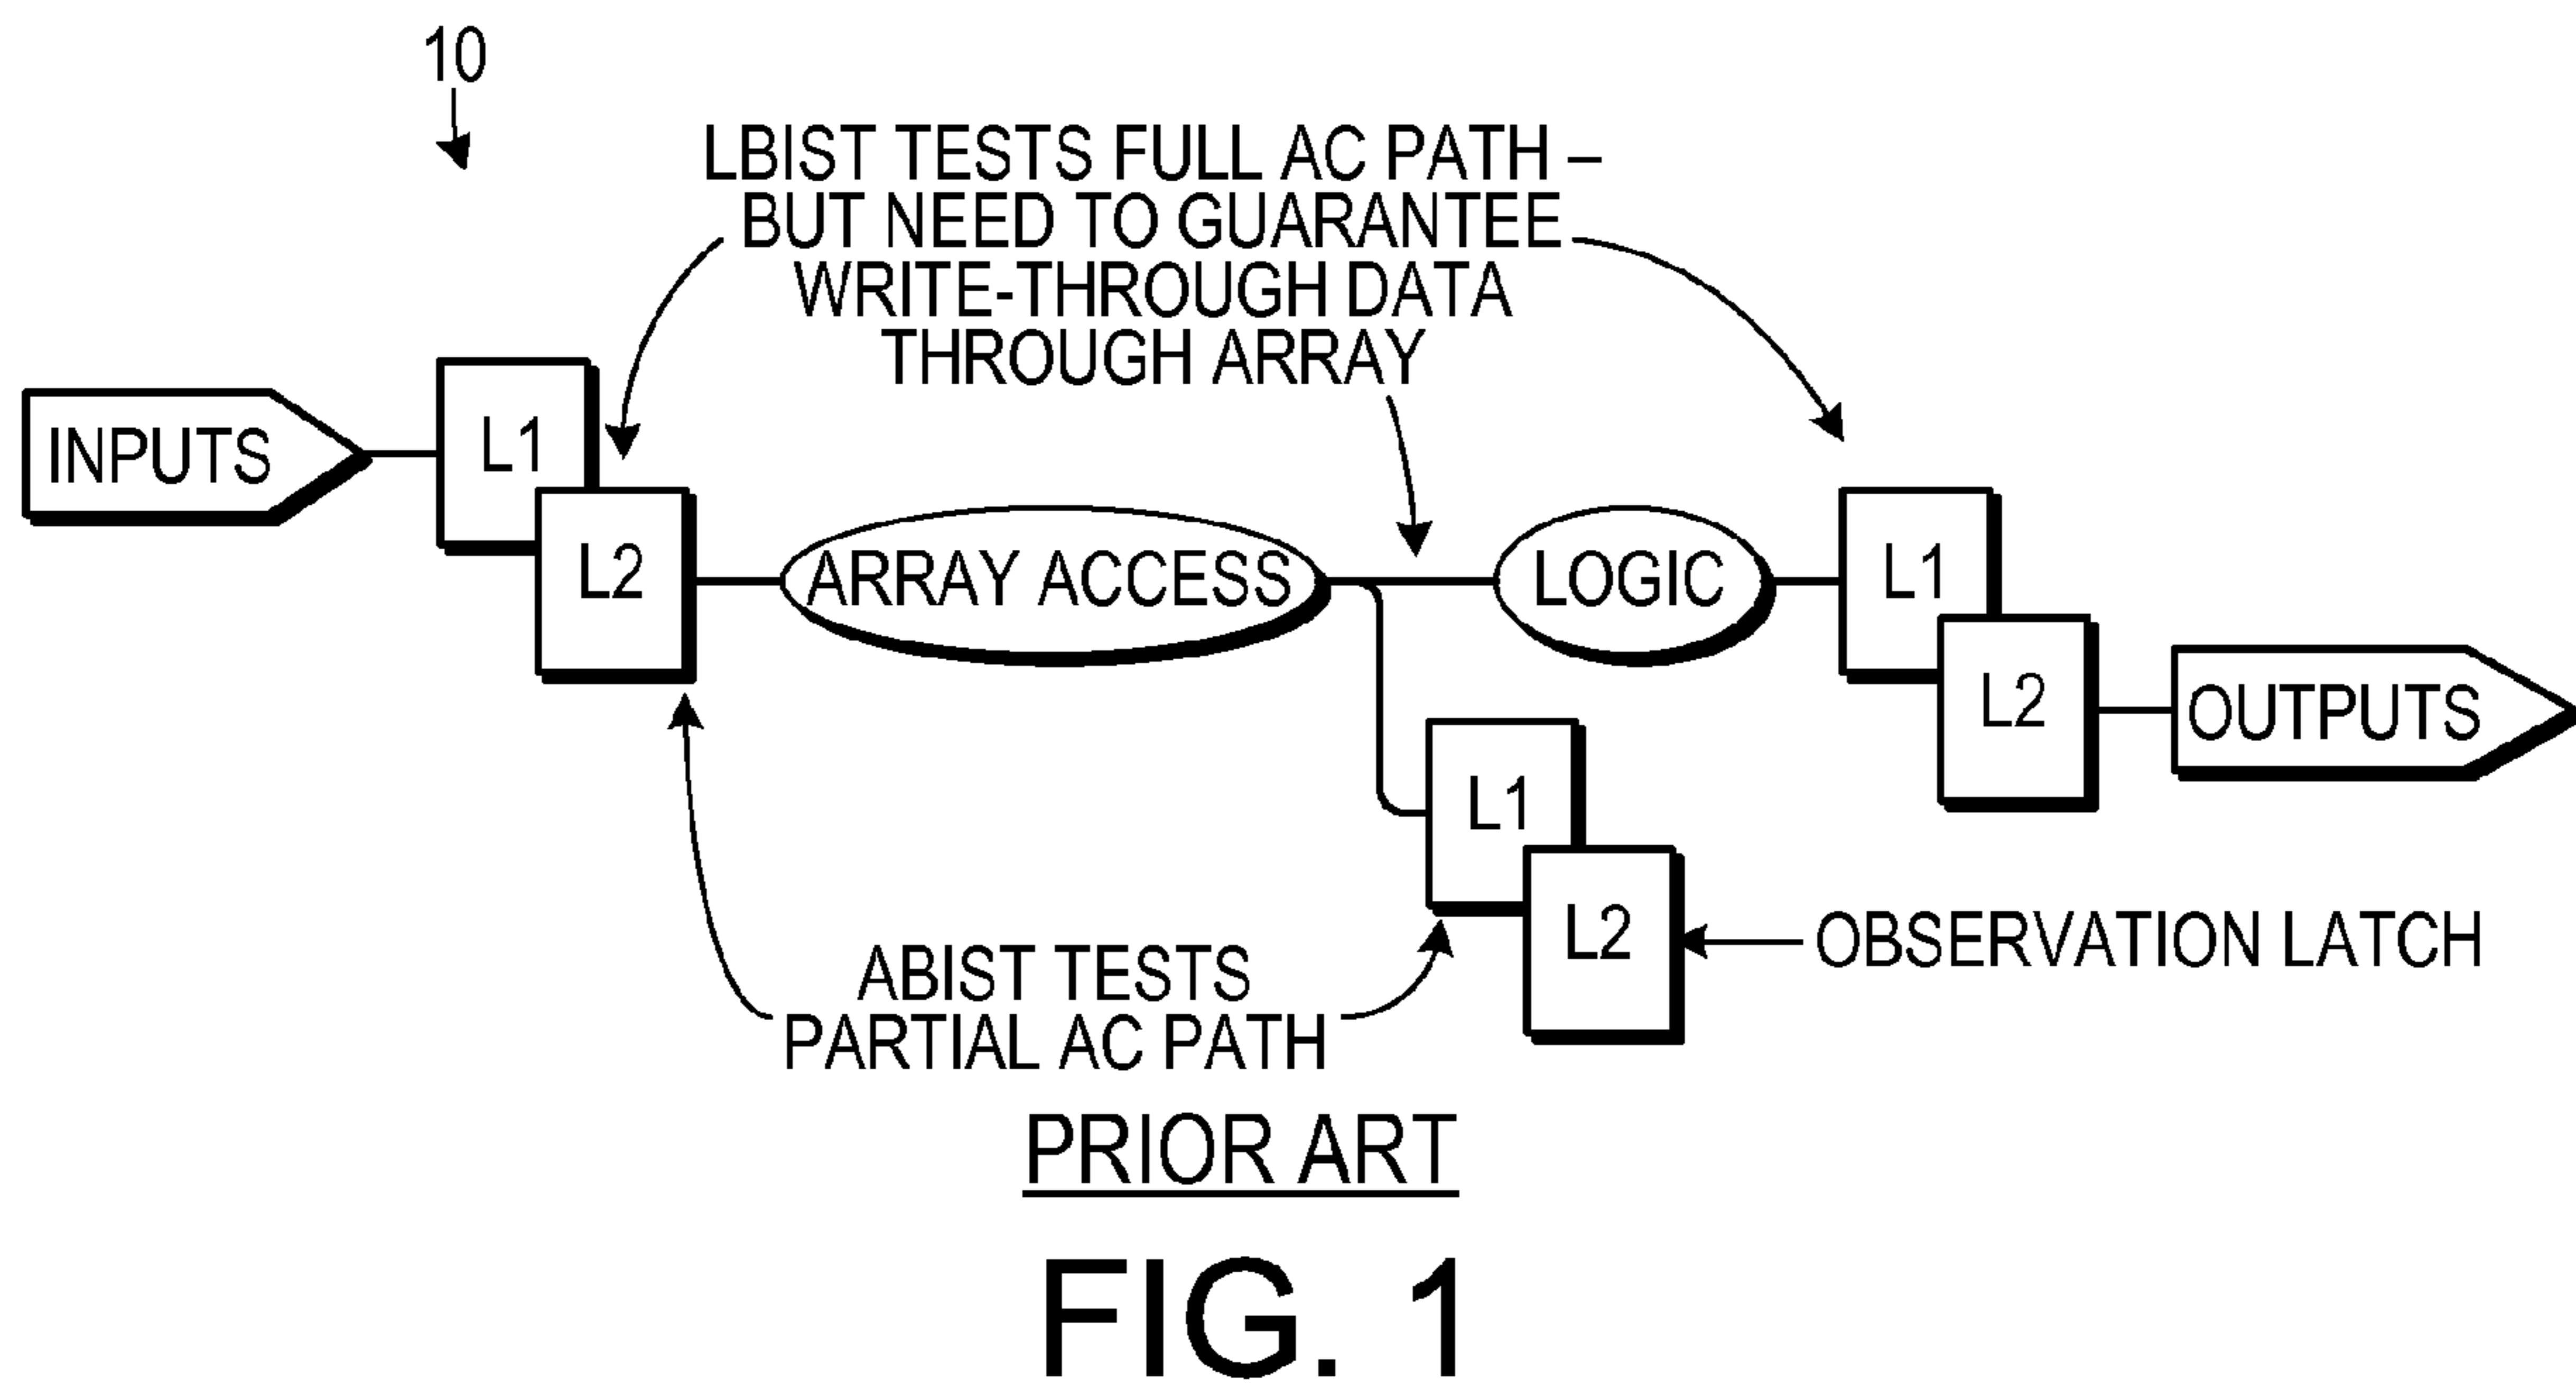 10
LBIST TESTS FULL AC PATH –
BUT NEED TO GUARANTEE
WRITE-THROUGH DATA
THROUGH ARRAY
INPUTS
L1
L2
ARRAY ACCESS
LOGIC
L1
L2
OUTPUTS
L1
L2
OBSERVATION LATCH
ABIST TESTS
PARTIAL AC PATH
PRIOR ART
FIG. 1